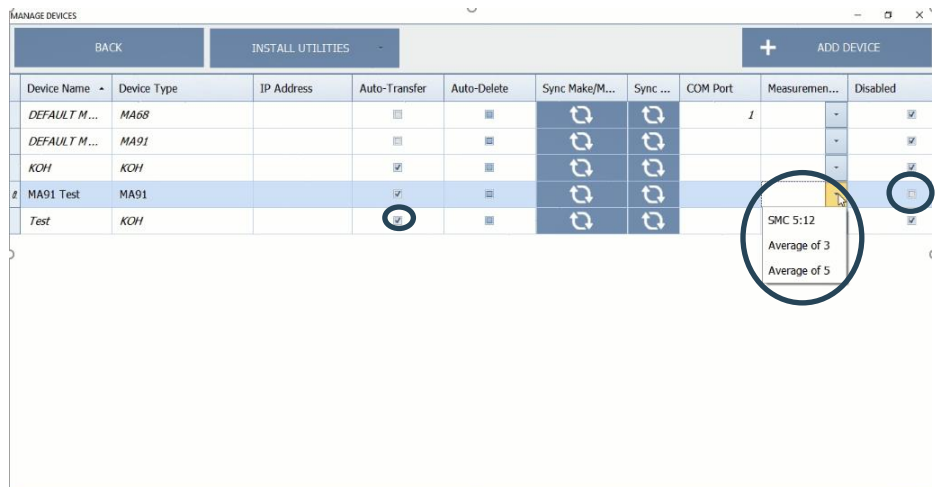 MANAGE DEVICES
BACK INSTALL UTILITIES + ADD DEVICE
Device Name Device Type IP Address Auto-Transfer Auto-Delete Sync Make/M... Sync ... COM Port Measuremen... Disabled
DEFAULT M... MA68 1
DEFAULT M... MA91
KOH KOH
MA91 Test MA91
Test KOH
SMC 5:12
Average of 3
Average of 5